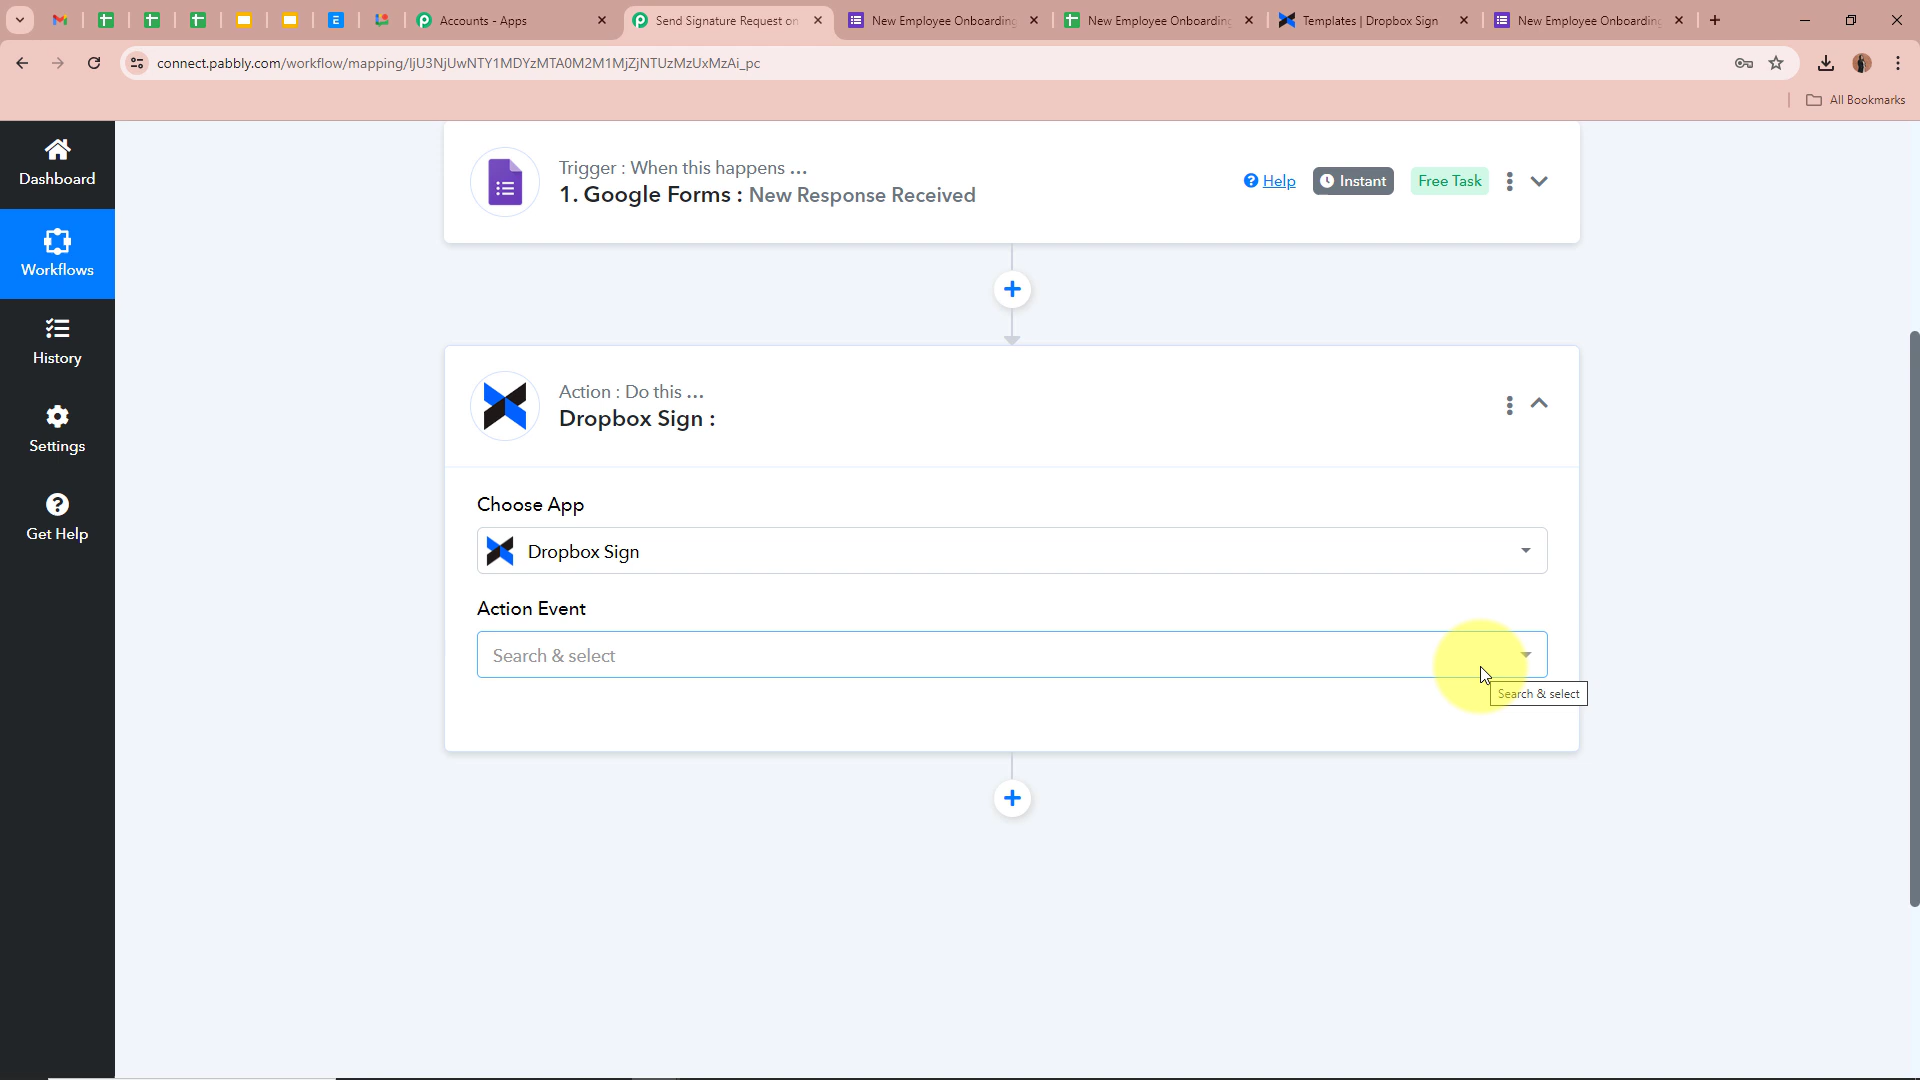 Accounts - Apps
Send Signature Request on
New Employee Onboarding
New Employee Onboarding
Templates | Dropbox Sign
New Employee Onboarding
connect.pabbly.com/workflow/mapping/IjU3NjUwNTY1MDYzMTA0M2M1MjZjNTUzMzUxMzAi_pc
All Bookmarks
Dashboard
Workflows
History
Settings
Get Help
Trigger : When this happens ...
1. Google Forms : New Response Received
Help
Instant
Free Task
Action : Do this ...
Dropbox Sign :
Choose App
Dropbox Sign
Action Event
Search & select
Search & select